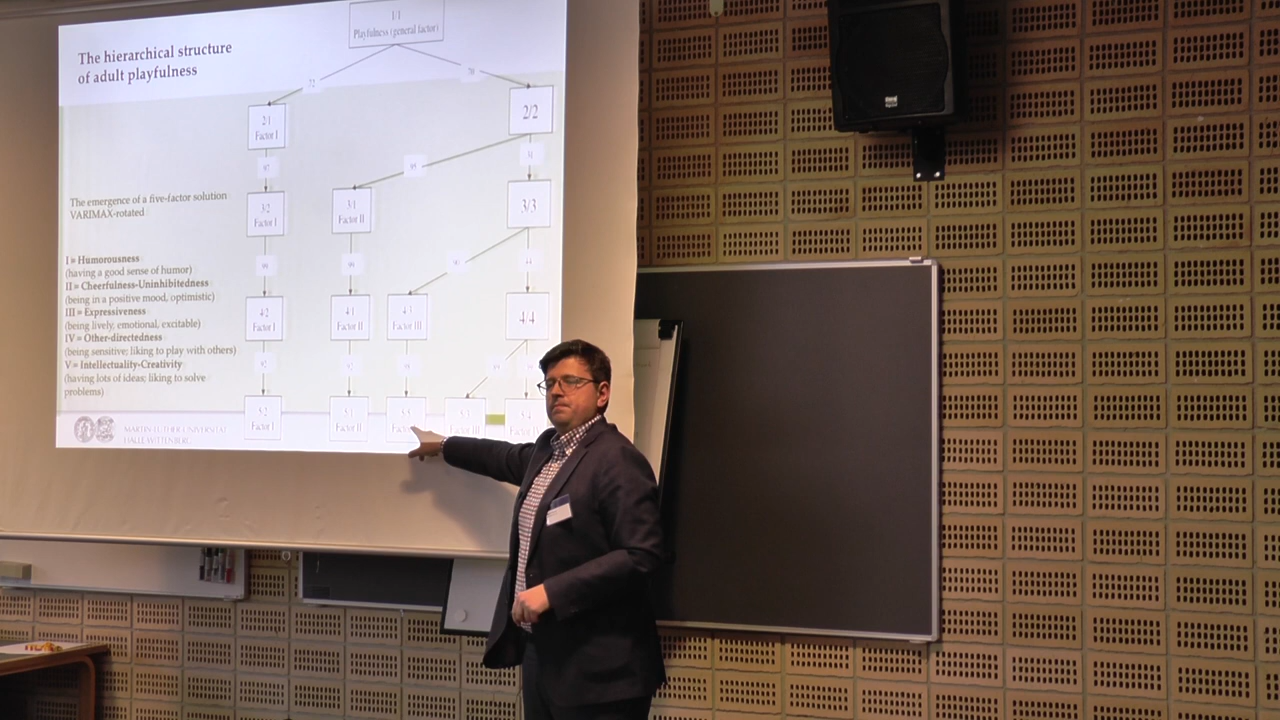 1/1
Playfulness (general factor)
The hierarchical structure
of adult playfulness
.72
2/1
Factor I
2/2
.95
The emergence of a five-factor solution
VARIMAX-rotated
3/2
Factor I
3/1
Factor II
3/3
I = Humorousness
(having a good sense of humor)
II = Cheerfulness-Uninhibitedness
(being in a positive mood, optimistic)
III = Expressiveness
(being lively, emotional, excitable)
IV = Other-directedness
(being sensitive; liking to play with others)
V = Intellectuality-Creativity
(having lots of ideas; liking to solve
problems)
4/2
Factor I
4/1
Factor II
4/3
Factor III
4/4
5/2
Factor I
5/1
Factor II
5/5
5/3
Factor III
5/4
MARTIN-LUTHER-UNIVERSITÄT
HALLE-WITTENBERG